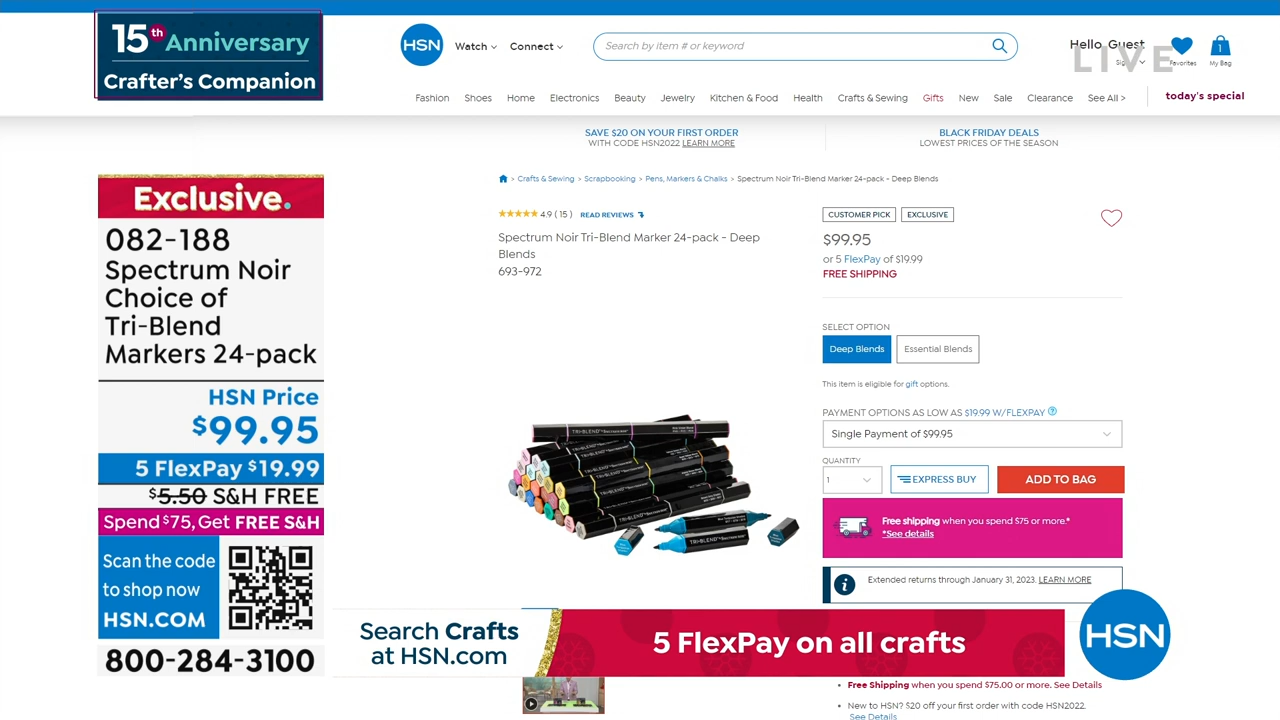 15th Anniversary
Crafter's Companion
HSN
Watch
Connect
Search by item # or keyword
Hello, Guest
LIVE
Favorites
1
My Bag
Fashion
Shoes
Home
Electronics
Beauty
Jewelry
Kitchen & Food
Health
Crafts & Sewing
Gifts
New
Sale
Clearance
See All >
today's special
SAVE $20 ON YOUR FIRST ORDER
WITH CODE HSN2022 LEARN MORE
BLACK FRIDAY DEALS
LOWEST PRICES OF THE SEASON
> Crafts & Sewing > Scrapbooking > Pens, Markers & Chalks > Spectrum Noir Tri-Blend Marker 24-pack - Deep Blends
Exclusive.
082-188
Spectrum Noir
Choice of
Tri-Blend
Markers 24-pack
HSN Price
$99.95
5 FlexPay $19.99
$5.50 S&H FREE
Spend $75, Get FREE S&H
Scan the code
to shop now
HSN.COM
800-284-3100
4.9 ( 15 ) READ REVIEWS
Spectrum Noir Tri-Blend Marker 24-pack - Deep
Blends
693-972
TRI-BLEND
TRI-BLEND
TRI-BLEND
CUSTOMER PICK
EXCLUSIVE
$99.95
or 5 FlexPay of $19.99
FREE SHIPPING
SELECT OPTION
Deep Blends
Essential Blends
This item is eligible for gift options.
PAYMENT OPTIONS AS LOW AS $19.99 W/FLEXPAY ?
Single Payment of $99.95
QUANTITY
1
EXPRESS BUY
ADD TO BAG
Free shipping when you spend $75 or more.*
*See details
Extended returns through January 31, 2023. LEARN MORE
Search Crafts
at HSN.com
5 FlexPay on all crafts
HSN
Free Shipping when you spend $75.00 or more. See Details
New to HSN? $20 off your first order with code HSN2022.
See Details